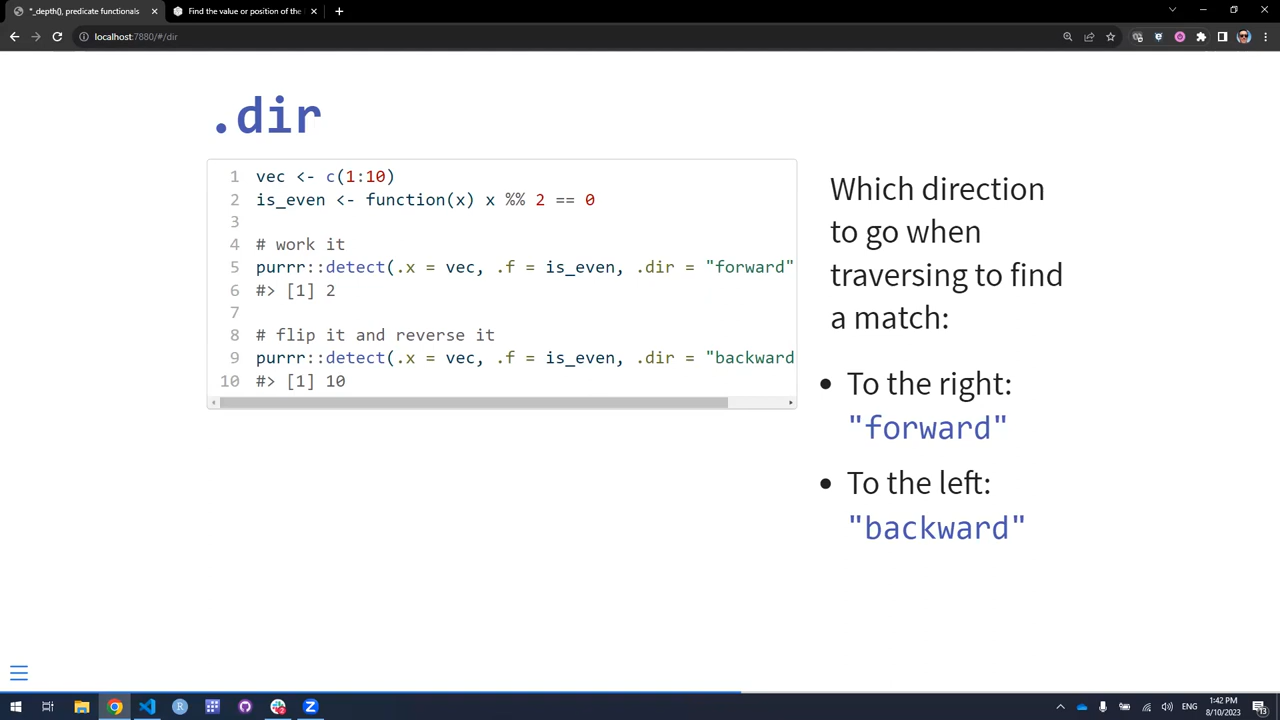 *_depth(), predicate functionals
Find the value or position of the
localhost:7880/#/dir
.dir
1 vec <- c(1:10)
2 is_even <- function(x) x %% 2 == 0
3
4 # work it
5 purrr::detect(.x = vec, .f = is_even, .dir = "forward"
6 #> [1] 2
7
8 # flip it and reverse it
9 purrr::detect(.x = vec, .f = is_even, .dir = "backward
10 #> [1] 10
Which direction
to go when
traversing to find
a match:
• To the right:
"forward"
• To the left:
"backward"
ENG
1:42 PM
8/10/2023
13